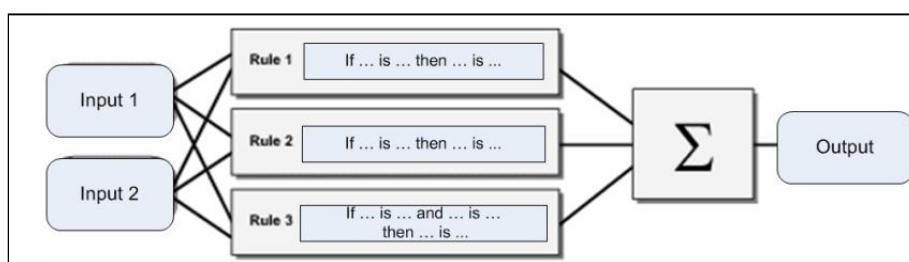 Input 1
Input 2
Rule 1
If … is … then … is ...
Rule 2
If … is … then … is ...
Rule 3
If … is … and … is …
then … is ...
Σ
Output